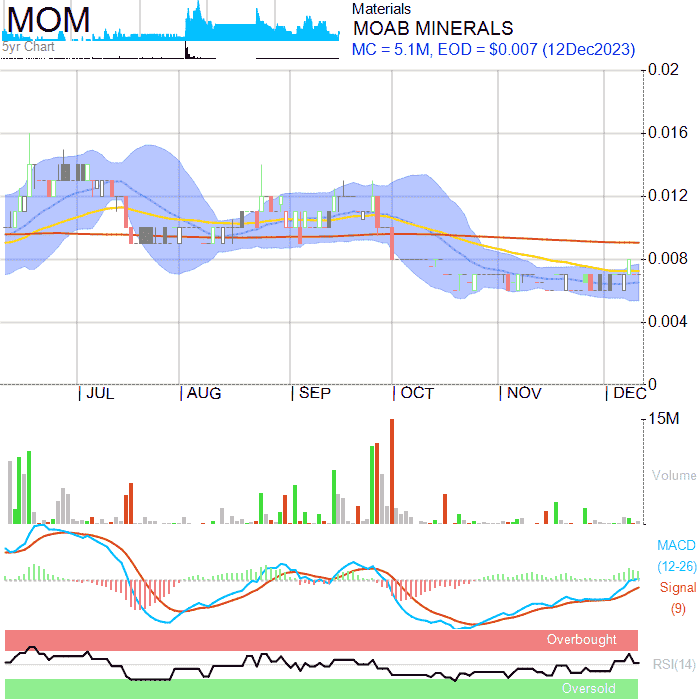 MOM
Materials
MOAB MINERALS
5yr Chart
MC = 5.1M, EOD = $0.007 (12Dec2023)
0.02
0.016
0.012
0.008
0.004
0
JUL AUG SEP OCT NOV DEC
15M
Volume
MACD
(12-26)
Signal
(9)
Overbought
RSI(14)
Oversold